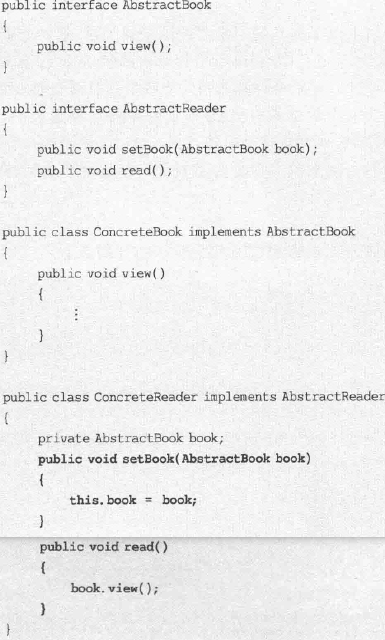 public interface AbstractBook
{
public void view();
}
public interface AbstractReader
{
public void setBook(AbstractBook book);
public void read();
}
public class ConcreteBook implements AbstractBook
{
public void view()
{
⋮
}
}
public class ConcreteReader implements AbstractReader
{
private AbstractBook book;
public void setBook(AbstractBook book)
{
this.book = book;
}
public void read()
{
book.view();
}
}